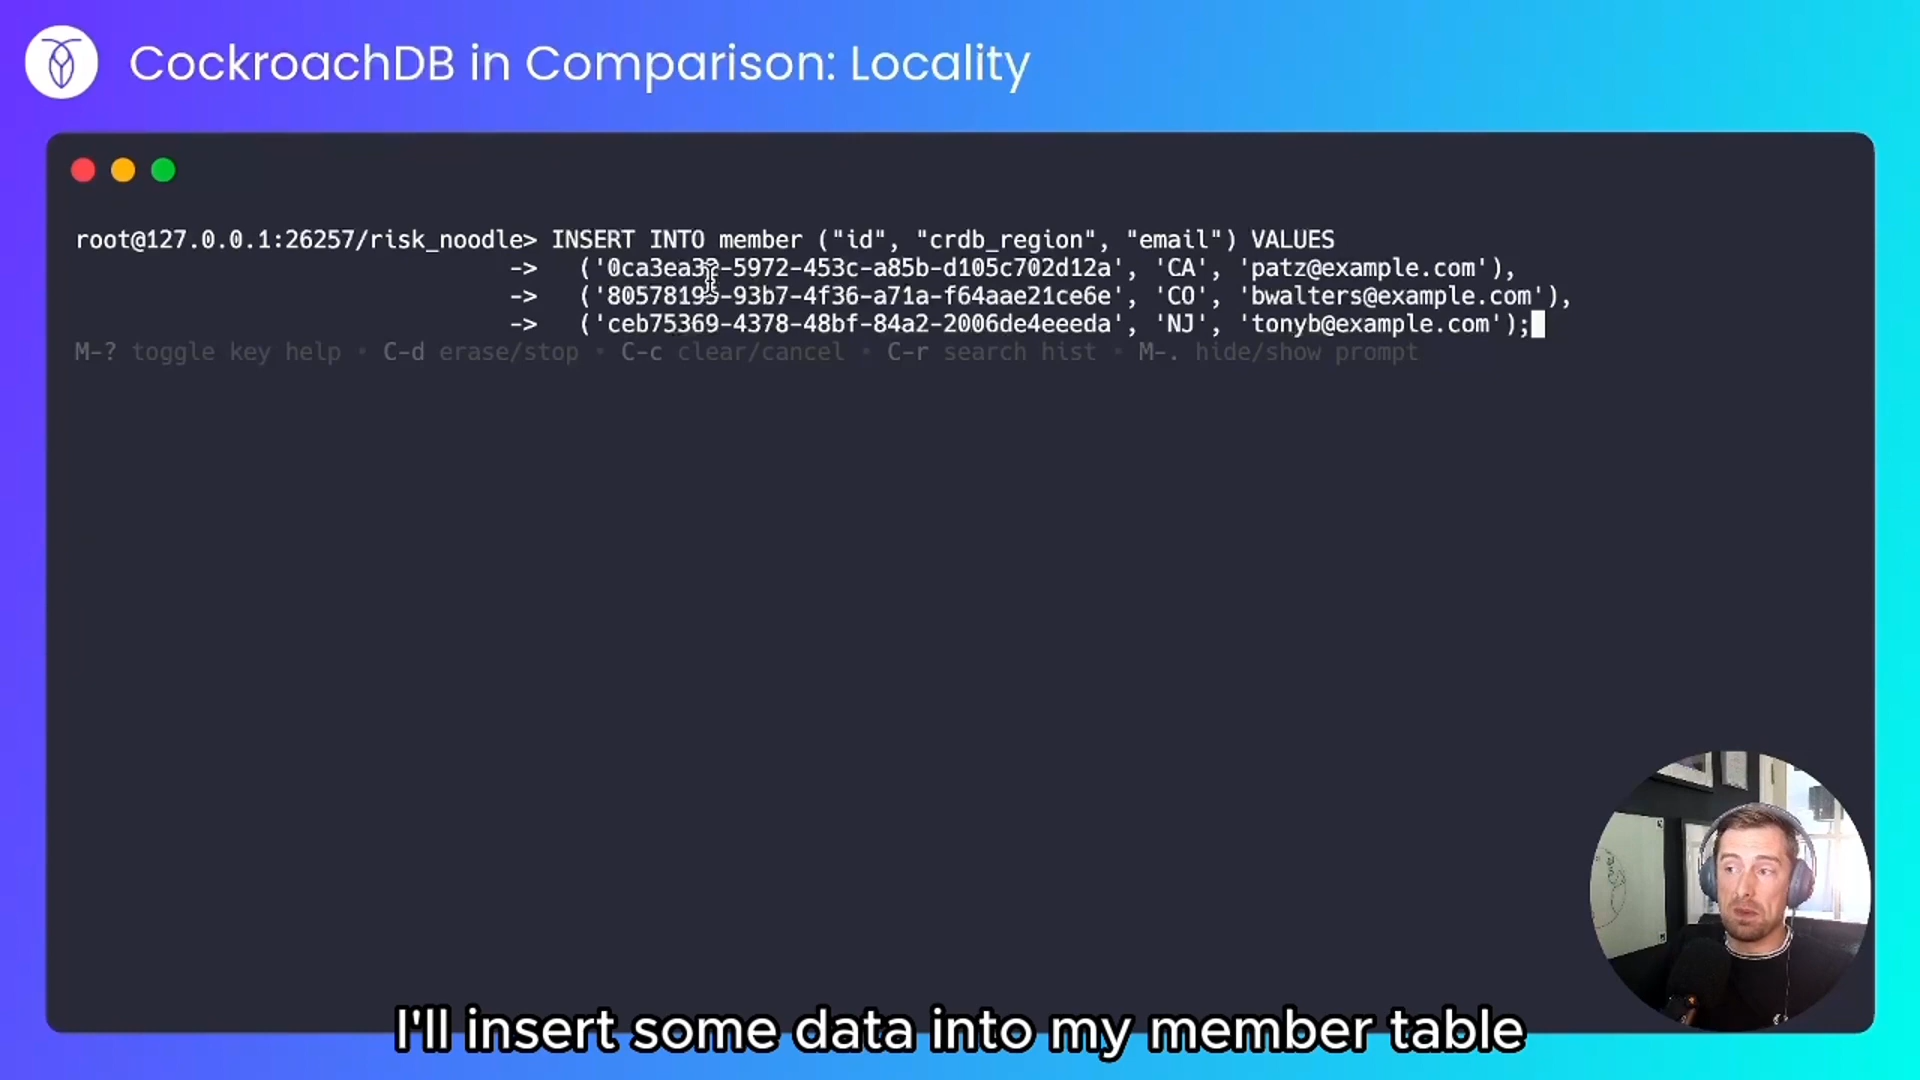 CockroachDB in Comparison: Locality
root@127.0.0.1:26257/risk_noodle> INSERT INTO member ("id", "crdb_region", "email") VALUES
-> ('0ca3ea32-5972-453c-a85b-d105c702d12a', 'CA', 'patz@example.com'),
-> ('80578195-93b7-4f36-a71a-f64aae21ce6e', 'CO', 'bwalters@example.com'),
-> ('ceb75369-4378-48bf-84a2-2006de4eeeda', 'NJ', 'tonyb@example.com');
M-? toggle key help • C-d erase/stop • C-c clear/cancel • C-r search hist • M-. hide/show prompt
I'll insert some data into my member table